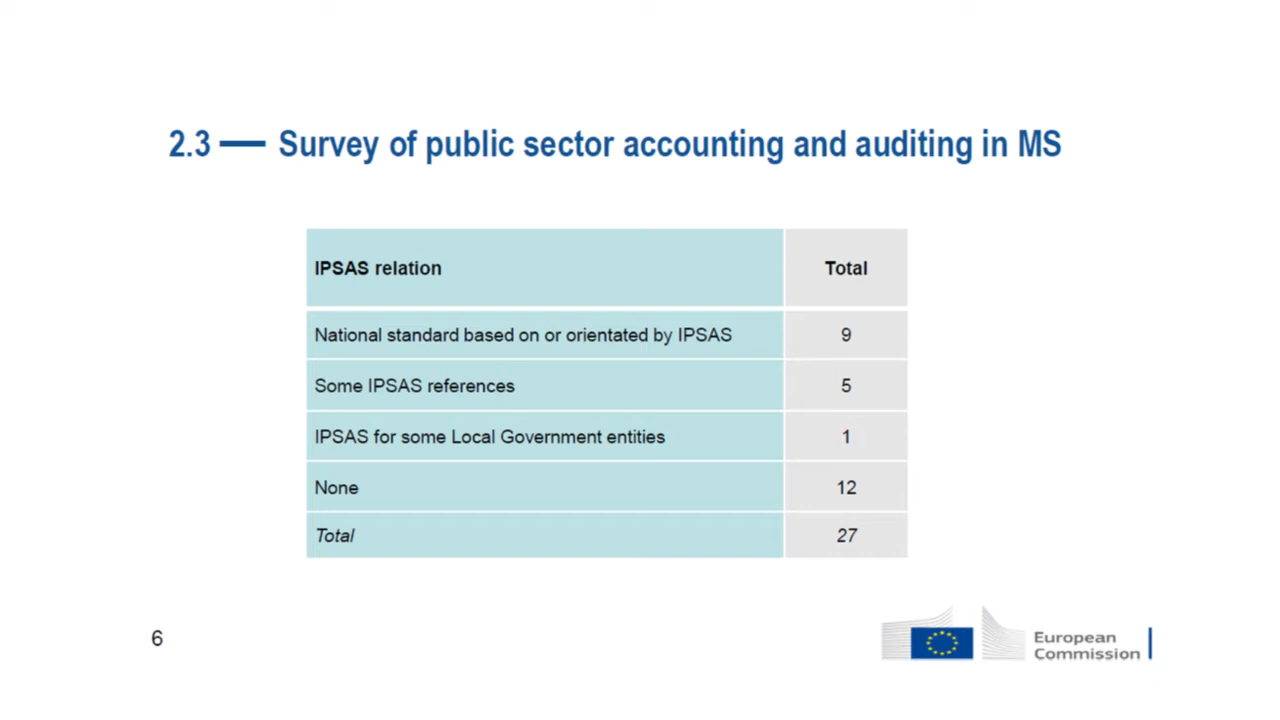 2.3 — Survey of public sector accounting and auditing in MS
IPSAS relation Total
National standard based on or orientated by IPSAS 9
Some IPSAS references 5
IPSAS for some Local Government entities 1
None 12
Total 27
6
European
Commission